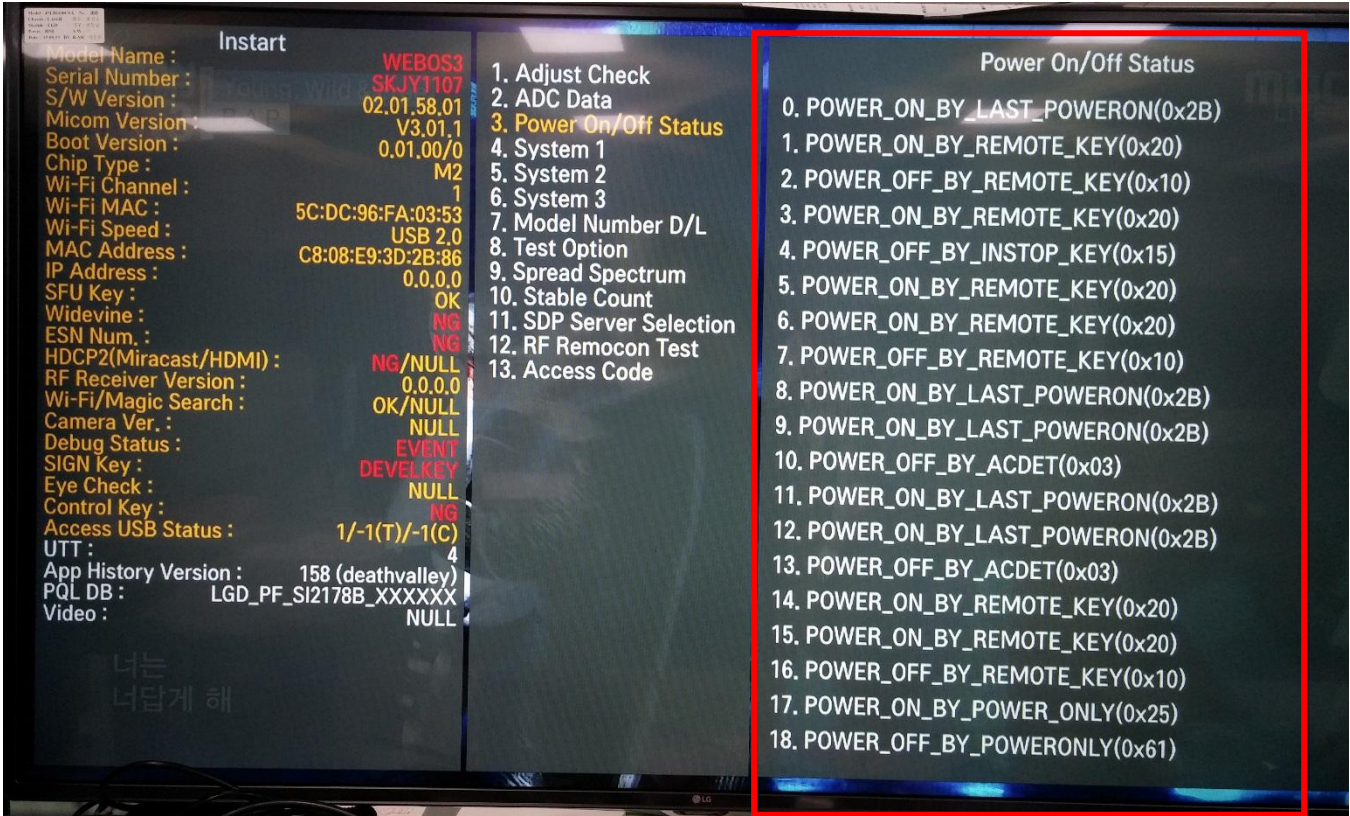 Instart
Model Name : WEBOS3
Serial Number : SKJY1107
S/W Version : 02.01.58.01
Micom Version : V3.01.1
Boot Version : 0.01.00/0
Chip Type : M2
Wi-Fi Channel : 1
Wi-Fi MAC : 5C:DC:96:FA:03:53
Wi-Fi Speed : USB 2.0
MAC Address : C8:08:E9:3D:2B:86
IP Address : 0.0.0.0
SFU Key : OK
Widevine : NG
ESN Num. : NG
HDCP2(Miracast/HDMI) : NG/NULL
RF Receiver Version : 0.0.0.0
Wi-Fi/Magic Search : OK/NULL
Camera Ver. : NULL
Debug Status : EVENT
SIGN Key : DEVELKEY
Eye Check : NULL
Control Key : NG
Access USB Status : 1/-1(T)/-1(C)
UTT : 4
App History Version : 158 (deathvalley)
PQL DB : LGD_PF_SI2178B_XXXXXX
Video : NULL
Young, Wild &
B.A.P
너는
너답게 해
1. Adjust Check
2. ADC Data
3. Power On/Off Status
4. System 1
5. System 2
6. System 3
7. Model Number D/L
8. Test Option
9. Spread Spectrum
10. Stable Count
11. SDP Server Selection
12. RF Remocon Test
13. Access Code
Power On/Off Status
0. POWER_ON_BY_LAST_POWERON(0x2B)
1. POWER_ON_BY_REMOTE_KEY(0x20)
2. POWER_OFF_BY_REMOTE_KEY(0x10)
3. POWER_ON_BY_REMOTE_KEY(0x20)
4. POWER_OFF_BY_INSTOP_KEY(0x15)
5. POWER_ON_BY_REMOTE_KEY(0x20)
6. POWER_ON_BY_REMOTE_KEY(0x20)
7. POWER_OFF_BY_REMOTE_KEY(0x10)
8. POWER_ON_BY_LAST_POWERON(0x2B)
9. POWER_ON_BY_LAST_POWERON(0x2B)
10. POWER_OFF_BY_ACDET(0x03)
11. POWER_ON_BY_LAST_POWERON(0x2B)
12. POWER_ON_BY_LAST_POWERON(0x2B)
13. POWER_OFF_BY_ACDET(0x03)
14. POWER_ON_BY_REMOTE_KEY(0x20)
15. POWER_ON_BY_REMOTE_KEY(0x20)
16. POWER_OFF_BY_REMOTE_KEY(0x10)
17. POWER_ON_BY_POWER_ONLY(0x25)
18. POWER_OFF_BY_POWERONLY(0x61)
LG